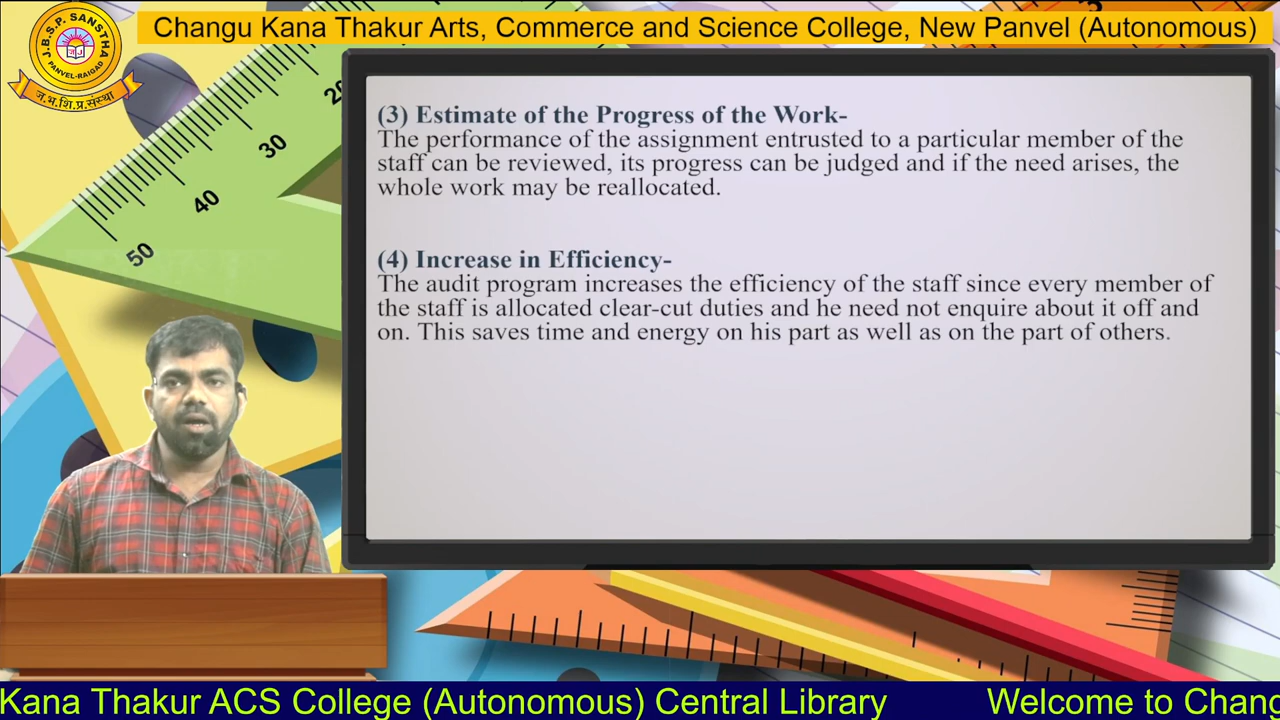 Changu Kana Thakur Arts, Commerce and Science College, New Panvel (Autonomous)
J.B.S.P. SANSTHA
PANVEL-RAIGAD
ज.भ.शि.प्र.संस्था
20
30
40
50
(3) Estimate of the Progress of the Work-
The performance of the assignment entrusted to a particular member of the
staff can be reviewed, its progress can be judged and if the need arises, the
whole work may be reallocated.
(4) Increase in Efficiency-
The audit program increases the efficiency of the staff since every member of
the staff is allocated clear-cut duties and he need not enquire about it off and
on. This saves time and energy on his part as well as on the part of others.
Kana Thakur ACS College (Autonomous) Central Library Welcome to Chang